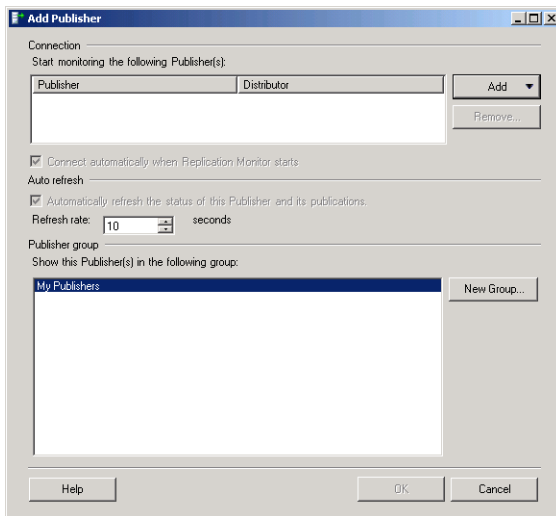 Add Publisher
Connection
Start monitoring the following Publisher(s):
Publisher Distributor
Add
Remove...
Connect automatically when Replication Monitor starts
Auto refresh
Automatically refresh the status of this Publisher and its publications.
Refresh rate: 10 seconds
Publisher group
Show this Publisher(s) in the following group:
My Publishers
New Group...
Help OK Cancel